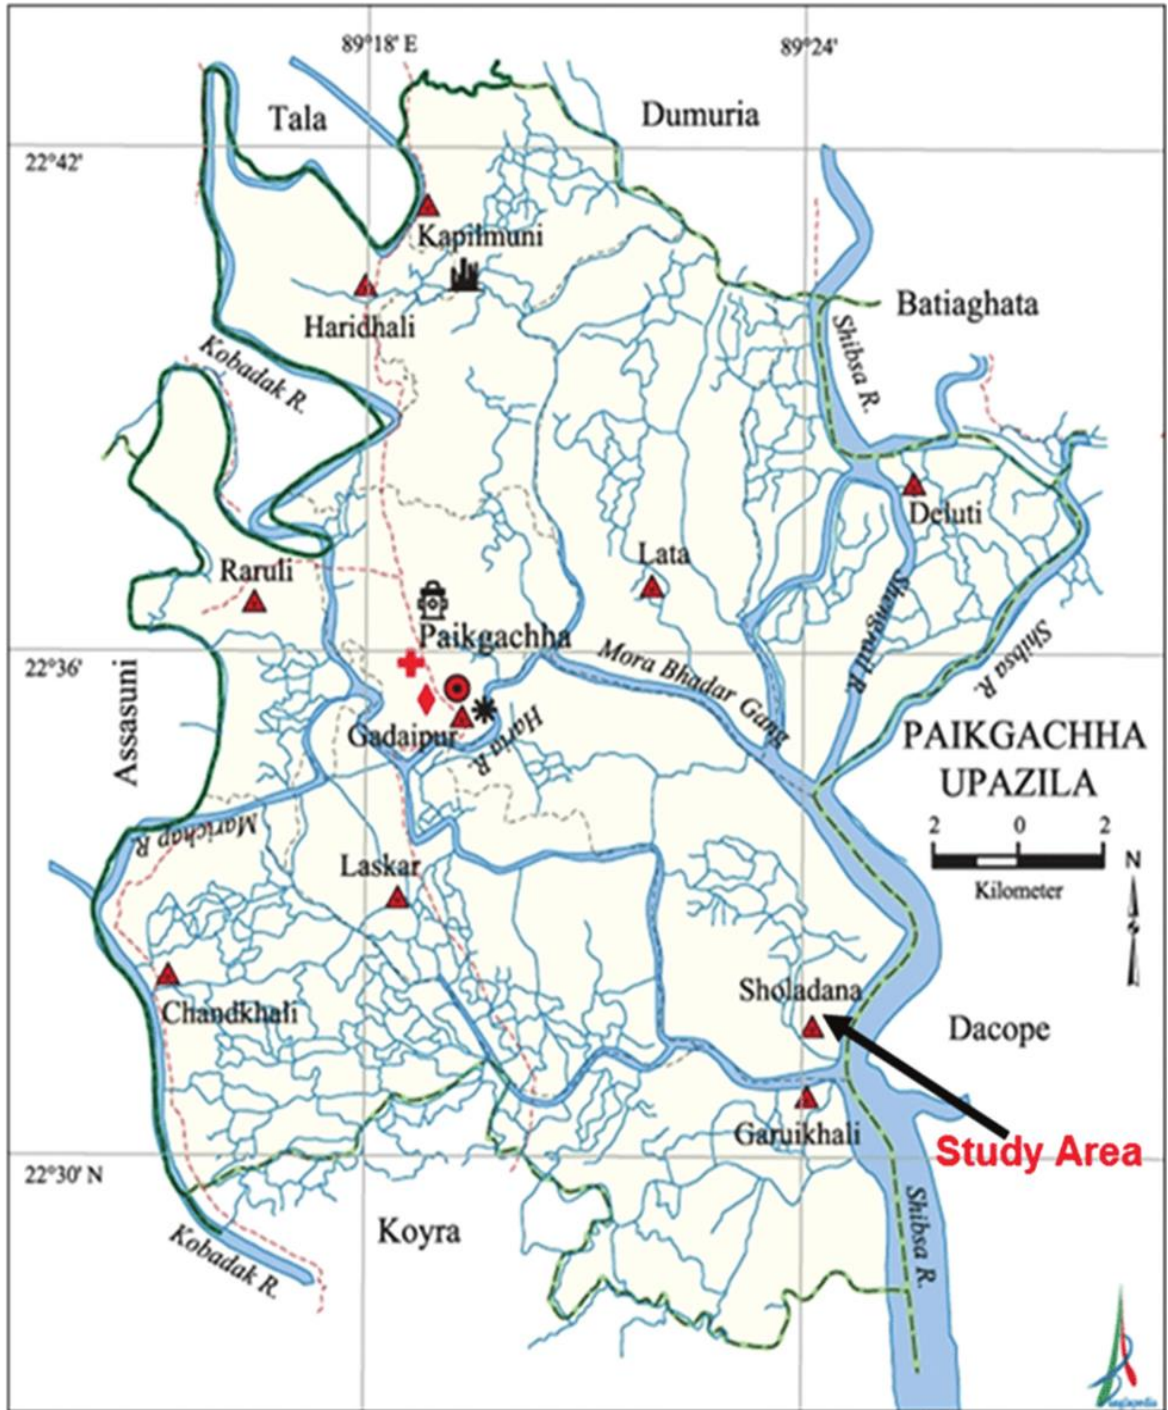 89°18' E
89°24'
Tala
Dumuria
22°42'
Kapilmuni
Haridhali
Batiaghata
Shibsa R.
Kobadak R.
Deluti
Lata
Raruli
Paikgachha
22°36'
Mora Bhadar Gang
Shengrail R.
Shibsa R.
Assasuni
Gadaipur
Haria R.
PAIKGACHHA
UPAZILA
2 0 2
Kilometer
N
Marichap R.
Laskar
Chandkhali
Sholadana
Dacope
Garuikhali
Study Area
22°30' N
Koyra
Kobadak R.
Shibsa R.